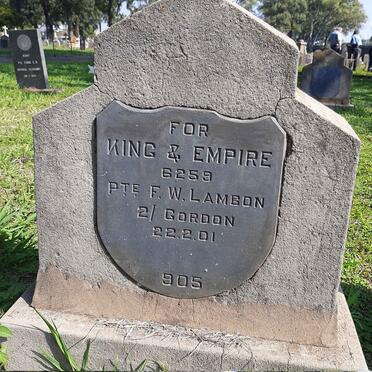 FOR
KING & EMPIRE
6259
PTE F.W. LAMBON
2/ GORDON
22.2.01
905